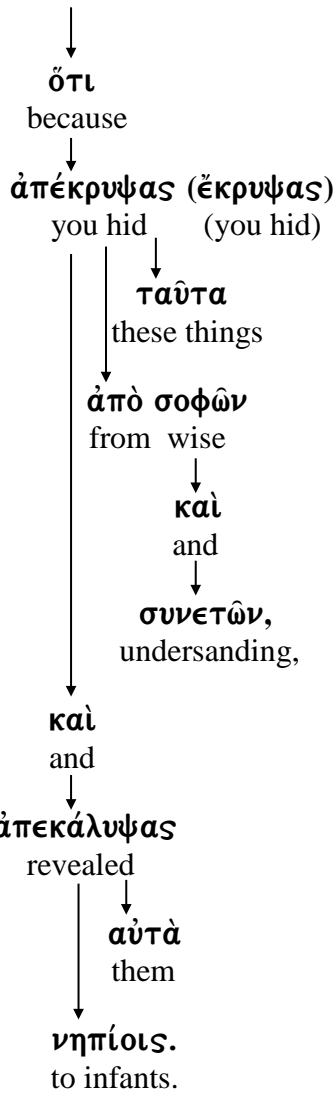 ὅτι
because
ἀπέκρυψας (ἔκρυψας)
you hid (you hid)
ταῦτα
these things
ἀπὸ σοφῶν
from wise
καὶ
and
συνετῶν,
undersanding,
καὶ
and
ἀπεκάλυψας
revealed
αὐτὰ
them
νηπίοις.
to infants.